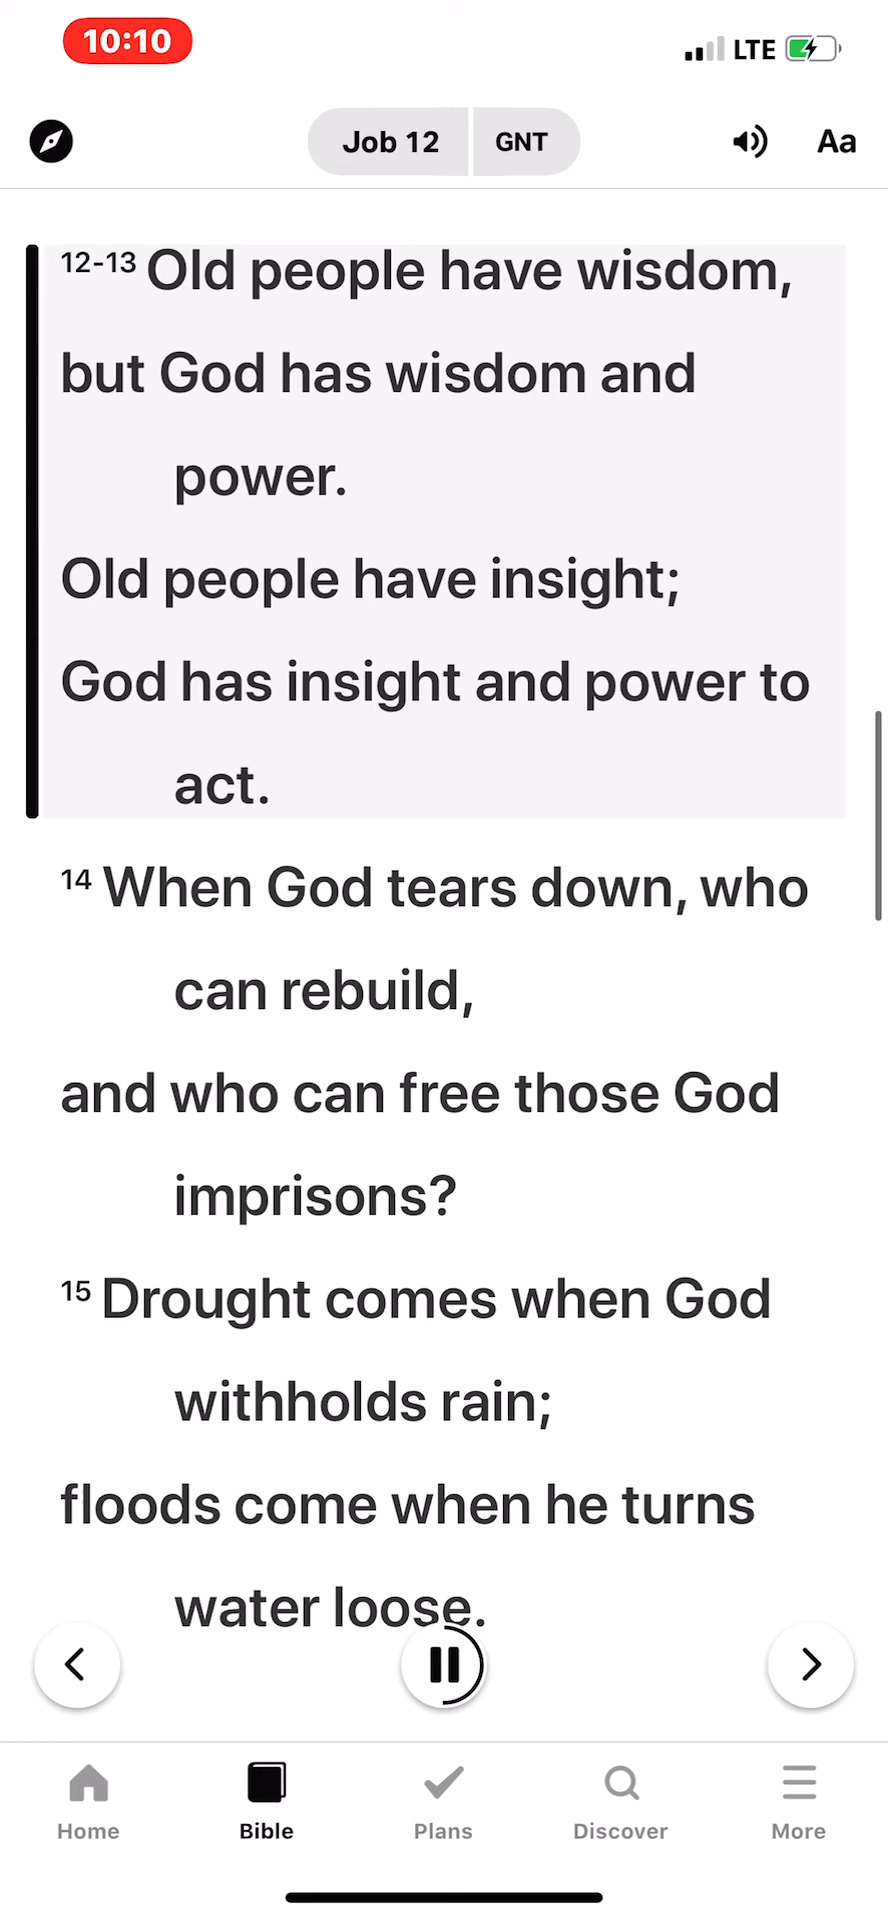 10:10
LTE
Job 12 GNT
Aa
12-13 Old people have wisdom,
but God has wisdom and
power.
Old people have insight;
God has insight and power to
act.
14 When God tears down, who
can rebuild,
and who can free those God
imprisons?
15 Drought comes when God
withholds rain;
floods come when he turns
water loose.
Home Bible Plans Discover More